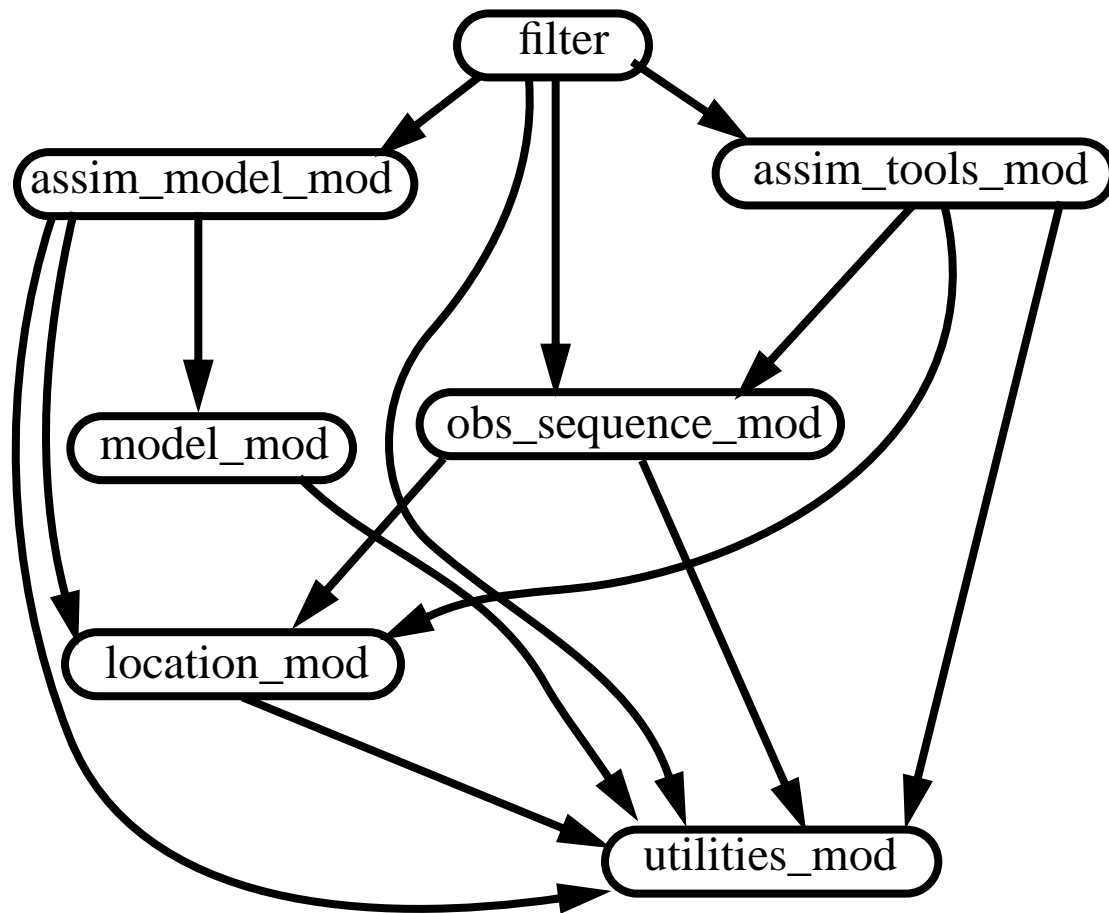 filter
assim_model_mod
assim_tools_mod
model_mod
obs_sequence_mod
location_mod
utilities_mod